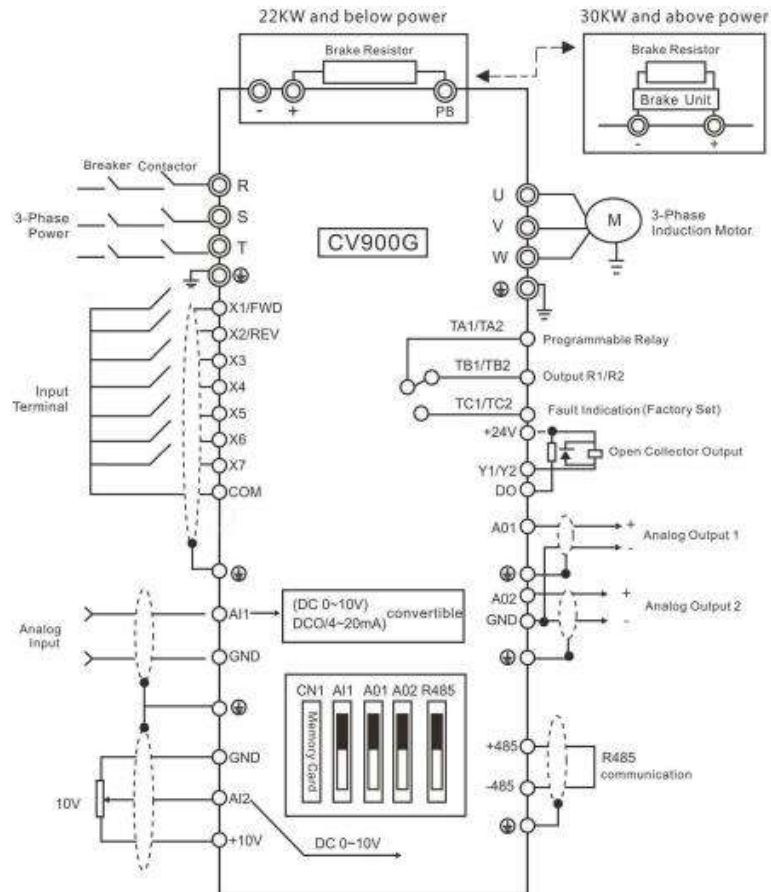 22KW and below power
30KW and above power
Brake Resistor
- + PB
Brake Resistor
Brake Unit
- +
Breaker Contactor
3-Phase
Power
R
S
T
CV900G
U
V
W
M
3-Phase
Induction Motor
X1/FWD
X2/REV
X3
X4
X5
X6
X7
COM
Input
Terminal
TA1/TA2
Programmable Relay
TB1/TB2
Output R1/R2
TC1/TC2
Fault Indication (Factory Set)
+24V
Open Collector Output
Y1/Y2
DO
A01
+
-
Analog Output 1
A02
GND
+
-
Analog Output 2
Analog
Input
AI1
GND
(DC 0~10V)
DCO/4~20mA)
convertible
CN1 AI1 A01 A02 R485
Memory Card
GND
10V
AI2
+10V
DC 0~10V
+485
-485
R485
communication